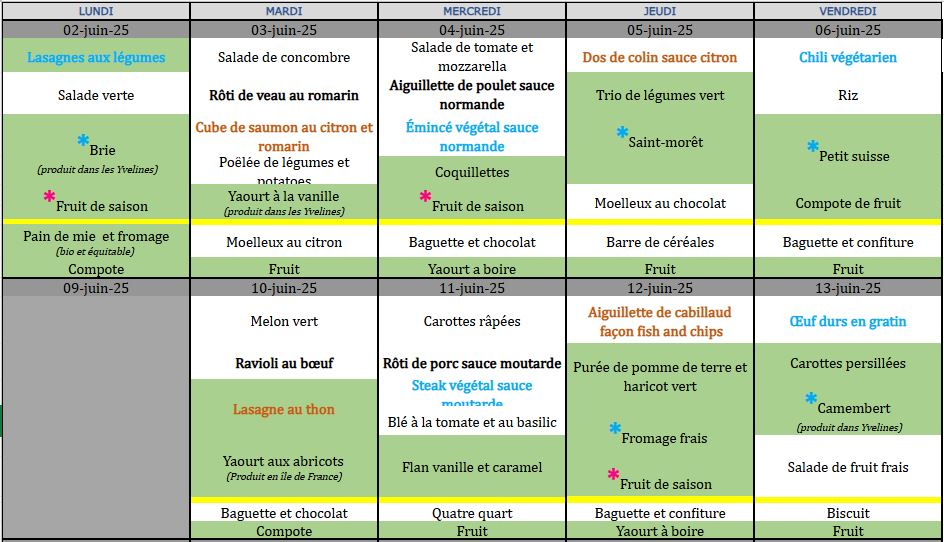 LUNDI MARDI MERCREDI JEUDI VENDREDI
02-juin-25 03-juin-25 04-juin-25 05-juin-25 06-juin-25
Lasagnes aux légumes
Salade verte
*Brie
(produit dans les Yvelines)
*Fruit de saison
Pain de mie et fromage
(bio et équitable)
Compote
Salade de concombre
Rôti de veau au romarin
Cube de saumon au citron et
romarin
Poêlée de légumes et
potatoes
Yaourt à la vanille
(produit dans les Yvelines)
Moelleux au citron
Fruit
Salade de tomate et
mozzarella
Aiguillette de poulet sauce
normande
Émincé végétal sauce
normande
Coquillettes
*Fruit de saison
Baguette et chocolat
Yaourt a boire
Dos de colin sauce citron
Trio de légumes vert
*Saint-morêt
Moelleux au chocolat
Barre de céréales
Fruit
Chili végétarien
Riz
*Petit suisse
Compote de fruit
Baguette et confiture
Fruit
09-juin-25 10-juin-25 11-juin-25 12-juin-25 13-juin-25
Melon vert
Ravioli au bœuf
Lasagne au thon
Yaourt aux abricots
(Produit en île de France)
Baguette et chocolat
Compote
Carottes râpées
Rôti de porc sauce moutarde
Steak végétal sauce
moutarde
Blé à la tomate et au basilic
Flan vanille et caramel
Quatre quart
Fruit
Aiguillette de cabillaud
façon fish and chips
Purée de pomme de terre et
haricot vert
*Fromage frais
*Fruit de saison
Baguette et confiture
Yaourt à boire
Œuf durs en gratin
Carottes persillées
*Camembert
(produit dans Yvelines)
Salade de fruit frais
Biscuit
Fruit